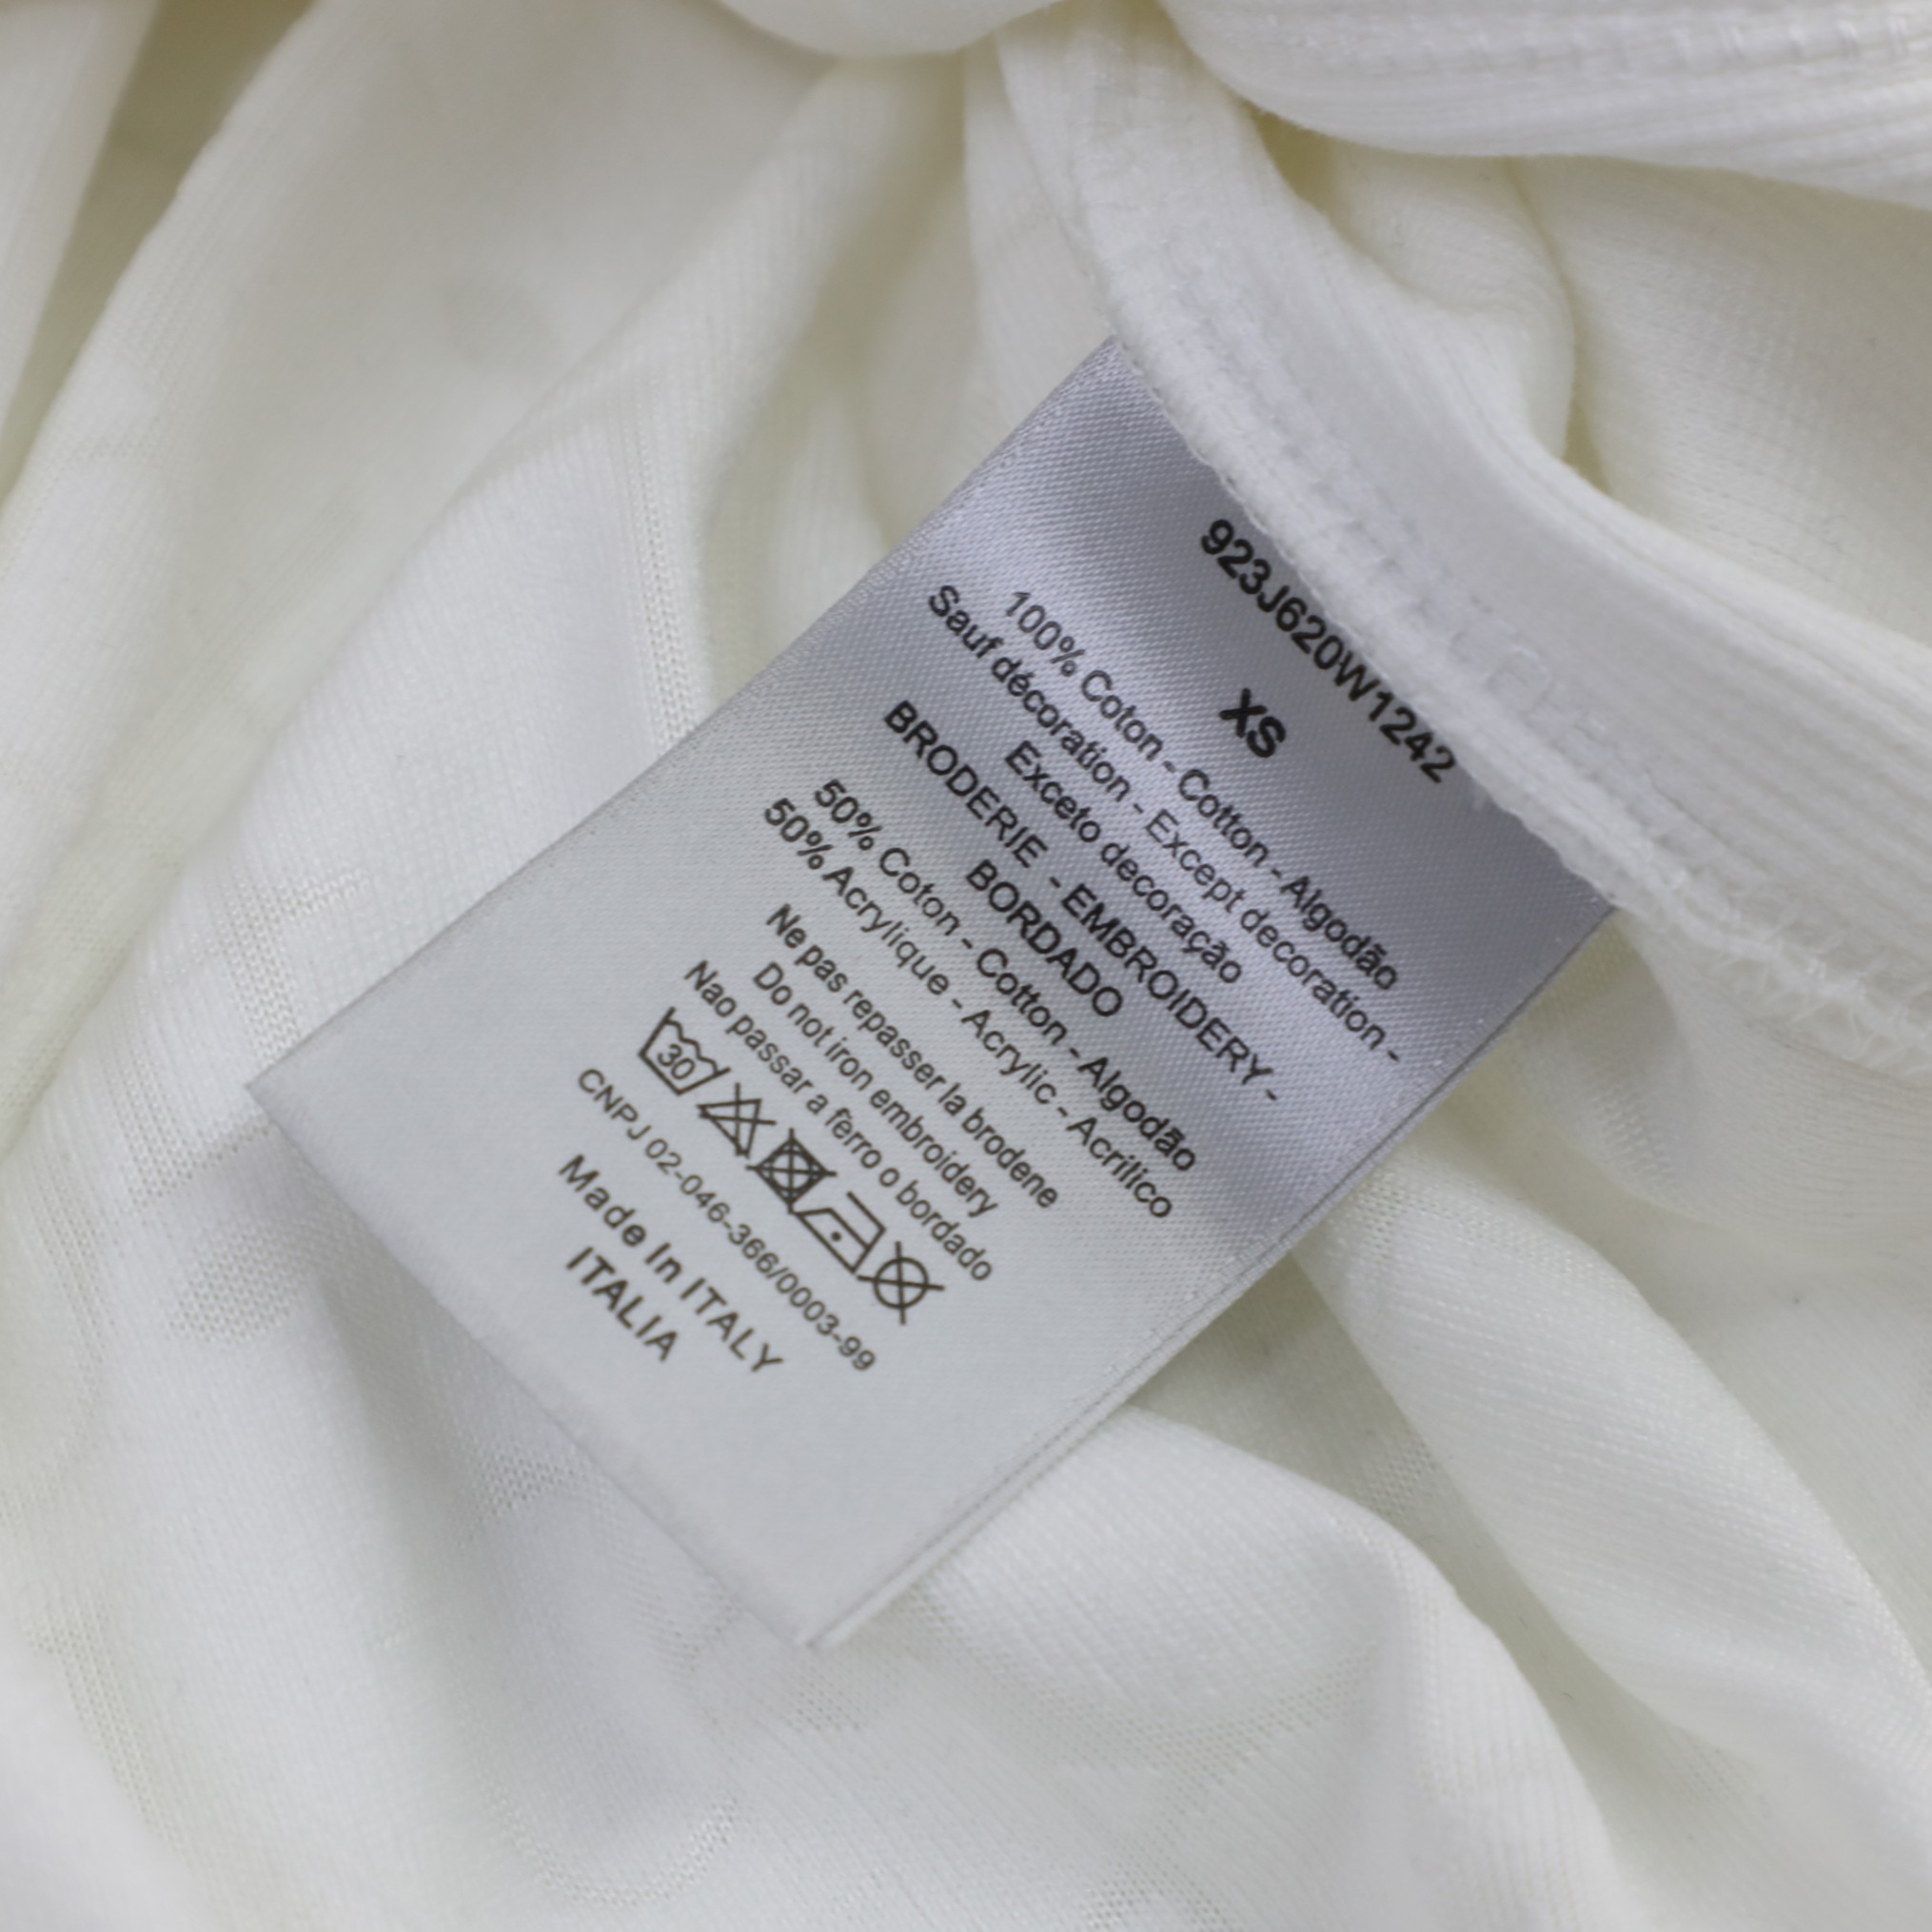 923J620W1242
XS
100% Coton - Cotton - Algodão
Sauf décoration - Except decoration -
Exceto decoração
BRODERIE - EMBROIDERY -
BORDADO
50% Coton - Cotton - Algodão
50% Acrylique - Acrylic - Acrilico
Ne pas repasser la brodene
Do not iron embroidery
Nao passar a ferro o bordado
30
CNPJ 02-046-366/0003-99
Made In ITALY
ITALIA